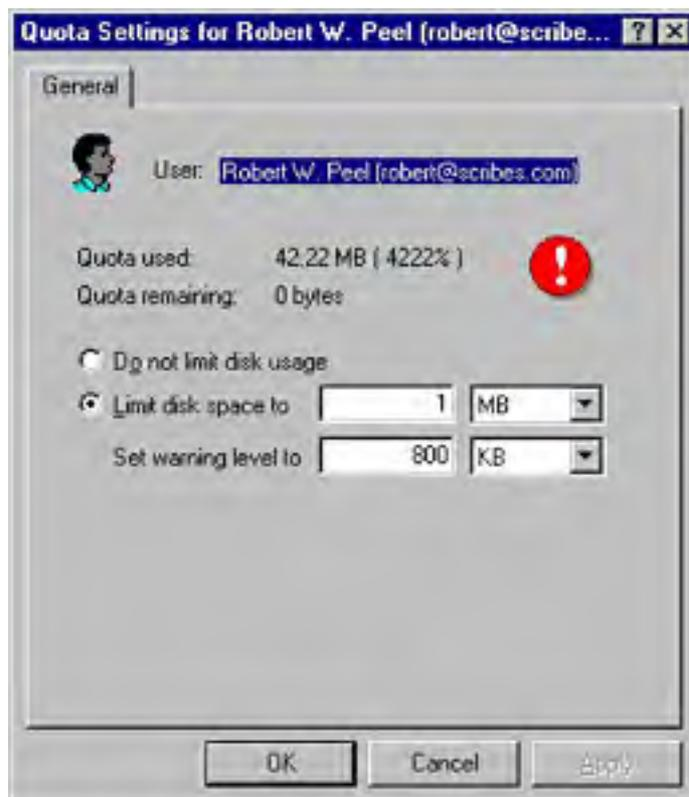 Quota Settings for Robert W. Peel (robert@scribe... ? ×
General
User: Robert W. Peel (robert@scribes.com)
Quota used: 42.22 MB ( 4222% )
!
Quota remaining: 0 bytes
Do not limit disk usage
Limit disk space to 1 MB
Set warning level to 800 KB
OK Cancel Apply